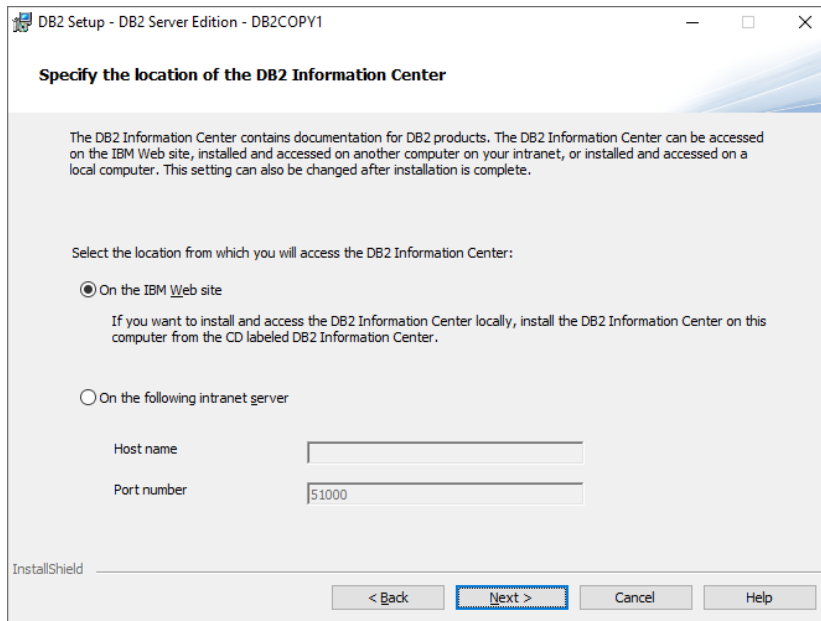 DB2 Setup - DB2 Server Edition - DB2COPY1
Specify the location of the DB2 Information Center
The DB2 Information Center contains documentation for DB2 products. The DB2 Information Center can be accessed
on the IBM Web site, installed and accessed on another computer on your intranet, or installed and accessed on a
local computer. This setting can also be changed after installation is complete.
Select the location from which you will access the DB2 Information Center:
On the IBM Web site
If you want to install and access the DB2 Information Center locally, install the DB2 Information Center on this
computer from the CD labeled DB2 Information Center.
On the following intranet server
Host name
Port number 51000
InstallShield
< Back Next > Cancel Help